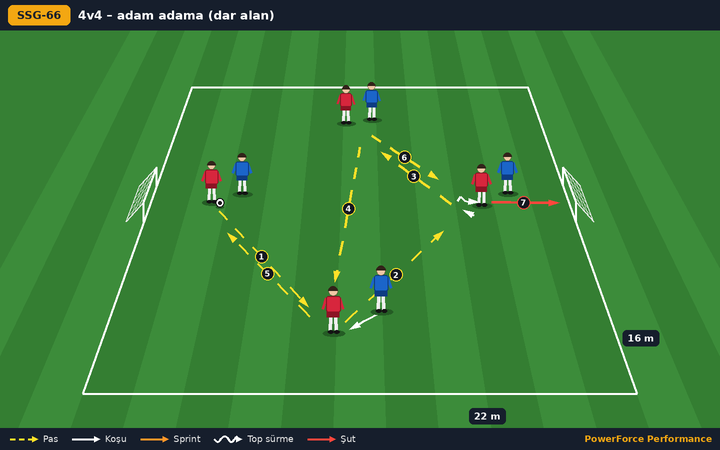 SSG-66 4v4 – adam adama (dar alan)
6
3
4
7
1
5
2
16 m
22 m
Pas Koşu Sprint Top sürme Şut PowerForce Performance